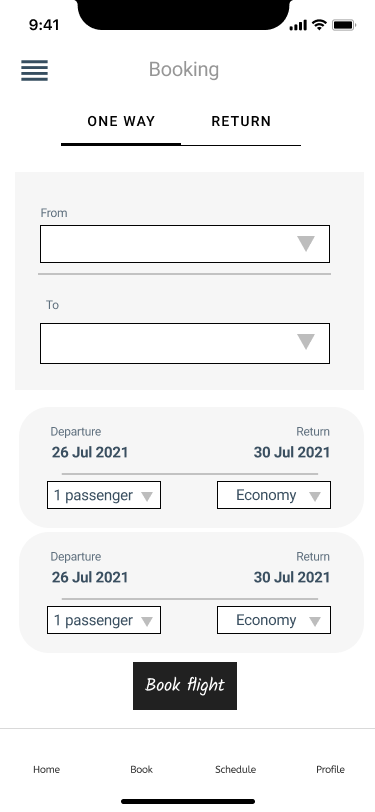 9:41
Booking
ONE WAY RETURN
From
To
Departure Return
26 Jul 2021 30 Jul 2021
1 passenger Economy
Departure Return
26 Jul 2021 30 Jul 2021
1 passenger Economy
Book flight
Home Book Schedule Profile